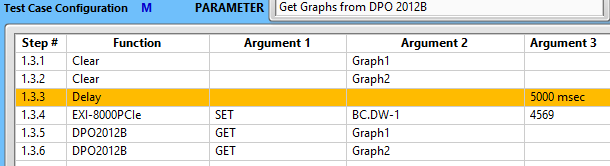 Test Case Configuration M PARAMETER Get Graphs from DPO 2012B
Step # Function Argument 1 Argument 2 Argument 3
1.3.1 Clear Graph1
1.3.2 Clear Graph2
1.3.3 Delay 5000 msec
1.3.4 EXI-8000PCIe SET BC.DW-1 4569
1.3.5 DPO2012B GET Graph1
1.3.6 DPO2012B GET Graph2